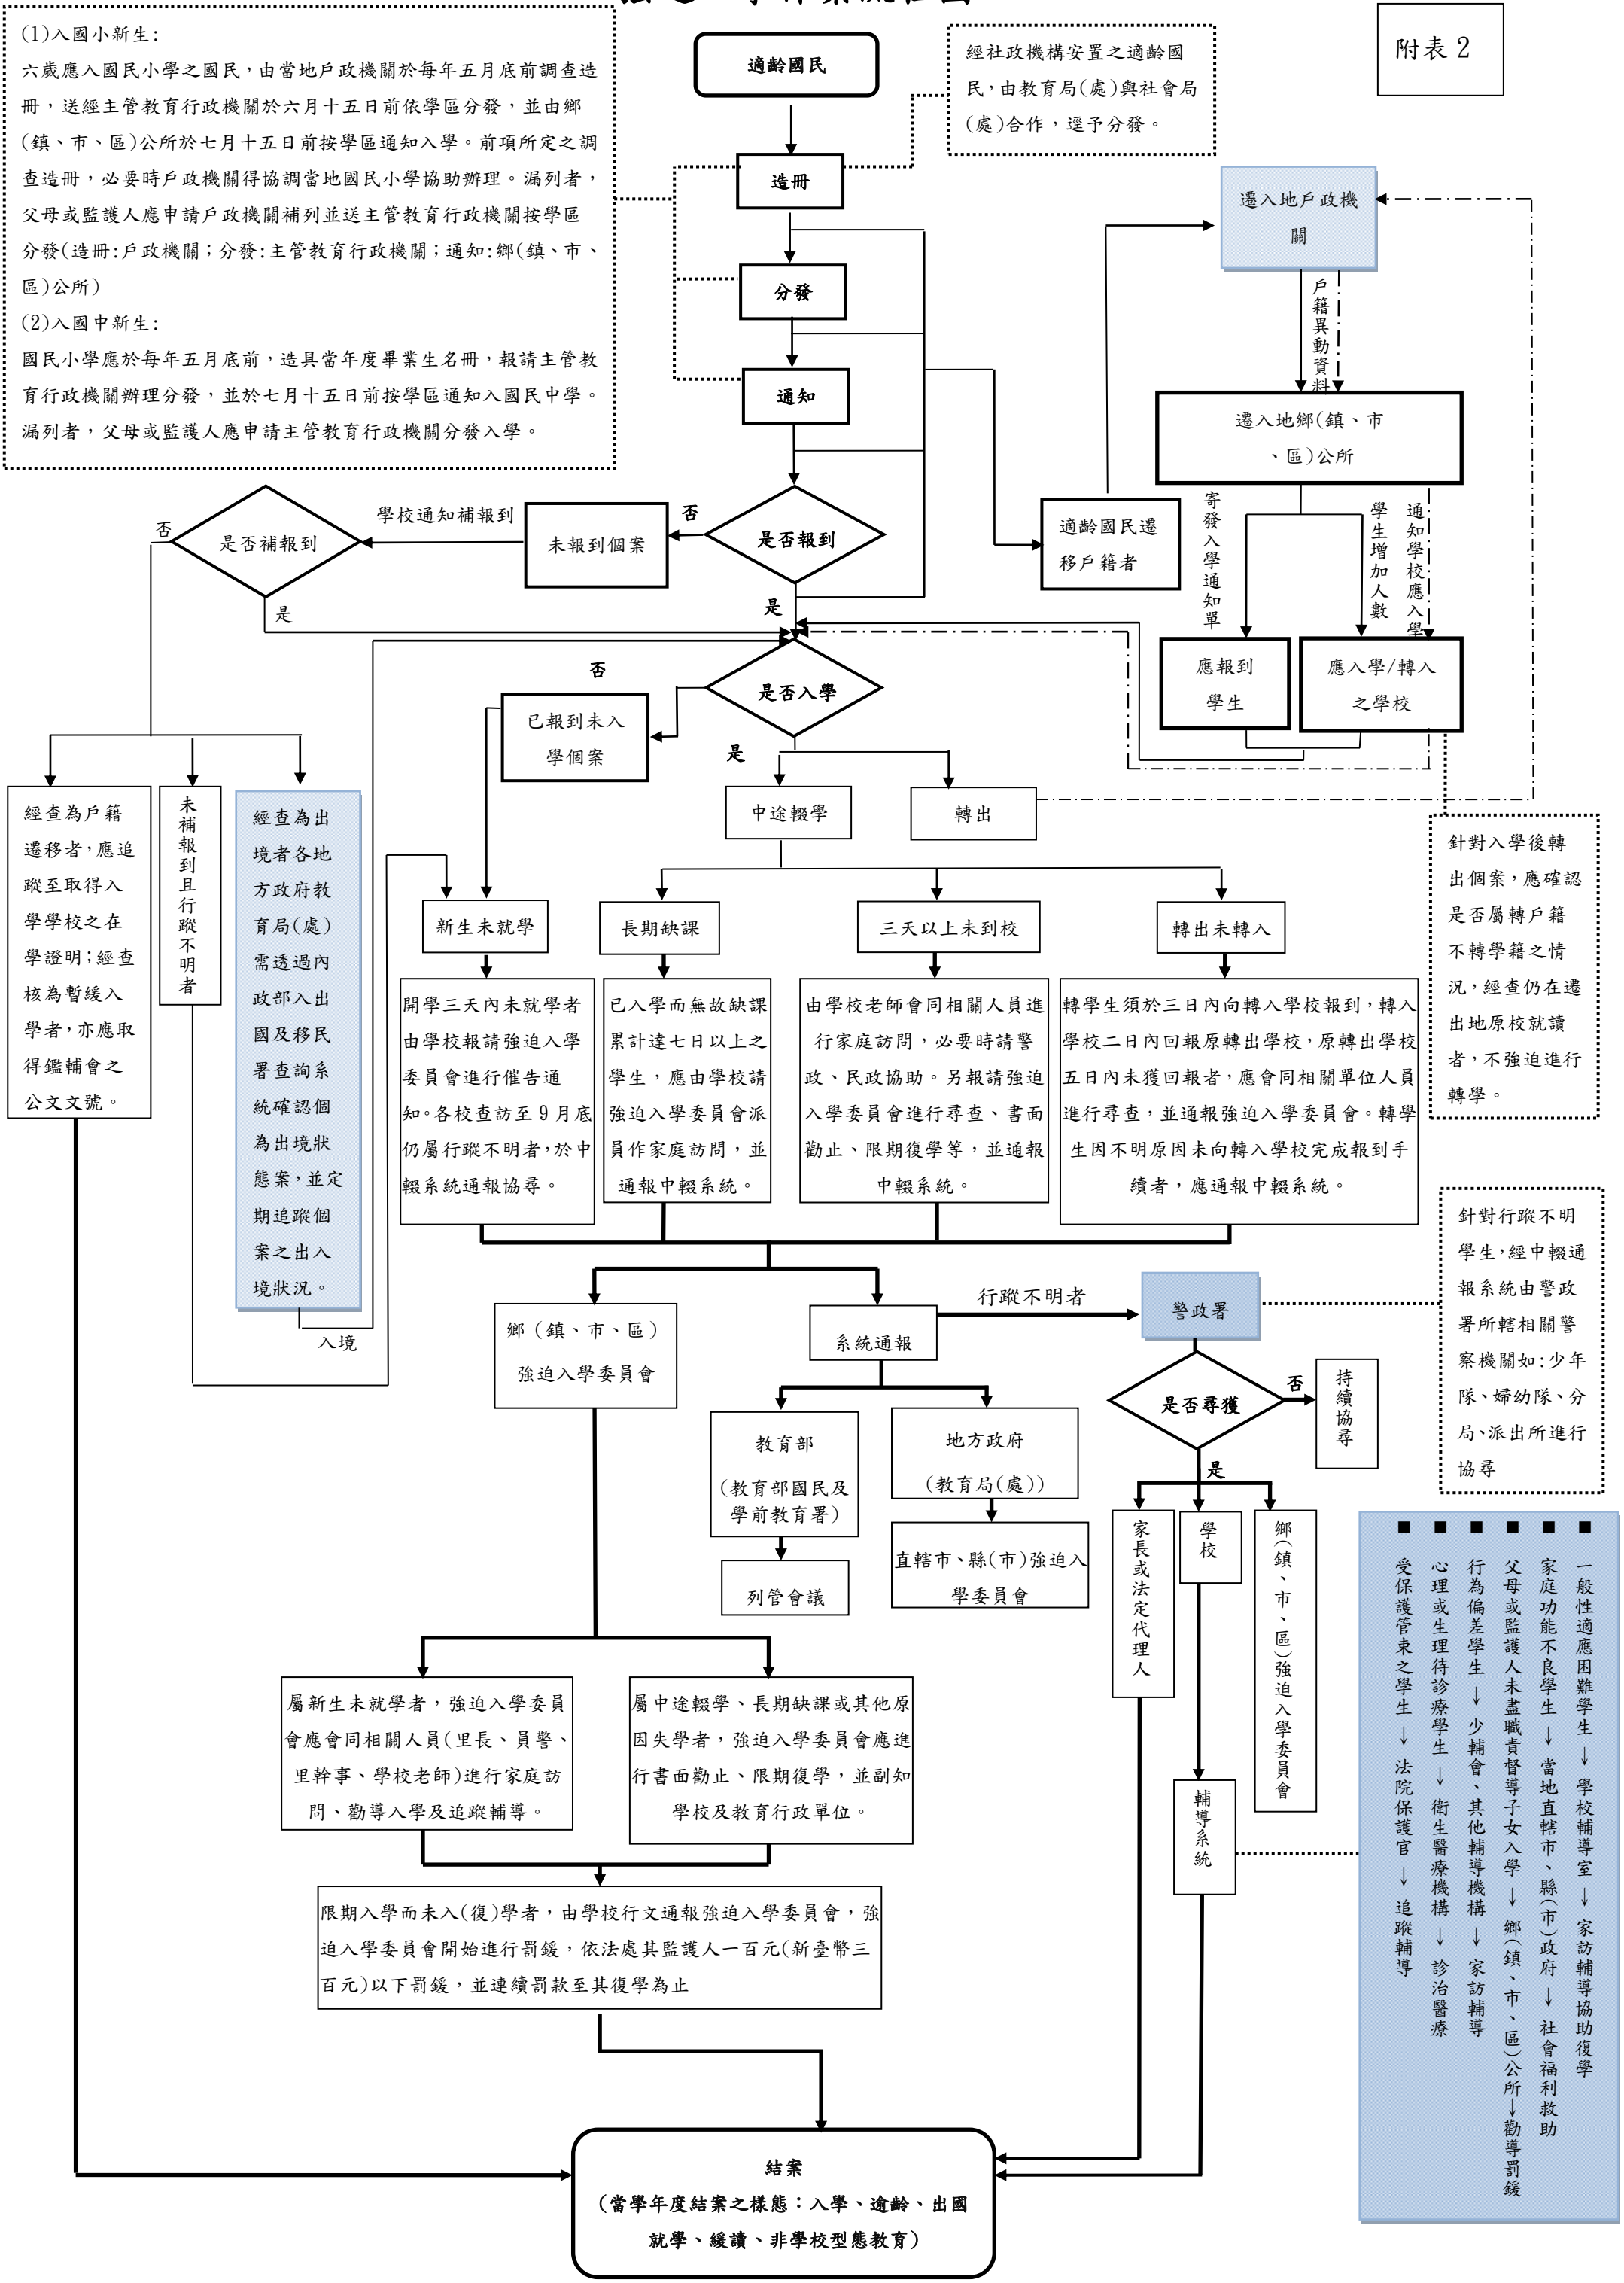 附表 2
(1)入國小新生:
六歲應入國民小學之國民，由當地戶政機關於每年五月底前調查造
冊，送經主管教育行政機關於六月十五日前依學區分發，並由鄉
(鎮、市、區)公所於七月十五日前按學區通知入學。前項所定之調
查造冊，必要時戶政機關得協調當地國民小學協助辦理。漏列者，
父母或監護人應申請戶政機關補列並送主管教育行政機關按學區
分發(造冊:戶政機關；分發:主管教育行政機關；通知:鄉(鎮、市、
區)公所)
(2)入國中新生:
國民小學應於每年五月底前，造具當年度畢業生名冊，報請主管教
育行政機關辦理分發，並於七月十五日前按學區通知入國民中學。
漏列者，父母或監護人應申請主管教育行政機關分發入學。
適齡國民
經社政機構安置之適齡國
民，由教育局(處)與社會局
(處)合作，逕予分發。
造冊
分發
通知
遷入地戶政機
關
戶籍異動資料
遷入地鄉(鎮、市
、區)公所
適齡國民遷
移戶籍者
寄發入學通知單
學生增加人數
通知學校應入學
應報到
學生
應入學/轉入
之學校
是否報到
否
是
未報到個案
學校通知補報到
是否補報到
否
是
是否入學
否
是
已報到未入
學個案
中途輟學
轉出
經查為戶籍
遷移者，應追
蹤至取得入
學學校之在
學證明；經查
核為暫緩入
學者，亦應取
得鑑輔會之
公文文號。
未補報到且行蹤不明者
經查為出
境者各地
方政府教
育局(處)
需透過內
政部入出
國及移民
署查詢系
統確認個
為出境狀
態案，並定
期追蹤個
案之出入
境狀況。
入境
新生未就學
長期缺課
三天以上未到校
轉出未轉入
開學三天內未就學者
由學校報請強迫入學
委員會進行催告通
知。各校查訪至 9 月底
仍屬行蹤不明者，於中
輟系統通報協尋。
已入學而無故缺課
累計達七日以上之
學生，應由學校請
強迫入學委員會派
員作家庭訪問，並
通報中輟系統。
由學校老師會同相關人員進
行家庭訪問，必要時請警
政、民政協助。另報請強迫
入學委員會進行尋查、書面
勸止、限期復學等，並通報
中輟系統。
轉學生須於三日內向轉入學校報到，轉入
學校二日內回報原轉出學校，原轉出學校
五日內未獲回報者，應會同相關單位人員
進行尋查，並通報強迫入學委員會。轉學
生因不明原因未向轉入學校完成報到手
續者，應通報中輟系統。
針對入學後轉
出個案，應確認
是否屬轉戶籍
不轉學籍之情
況，經查仍在遷
出地原校就讀
者，不強迫進行
轉學。
鄉（鎮、市、區）
強迫入學委員會
系統通報
行蹤不明者
警政署
針對行蹤不明
學生，經中輟通
報系統由警政
署所轄相關警
察機關如:少年
隊、婦幼隊、分
局、派出所進行
協尋
是否尋獲
否
是
持續協尋
教育部
(教育部國民及
學前教育署)
列管會議
地方政府
(教育局(處))
直轄市、縣(市)強迫入
學委員會
家長或法定代理人
學校
鄉(鎮、市、區)強迫入學委員會
輔導系統
■ 一般性適應困難學生→學校輔導室→家訪輔導協助復學
■ 家庭功能不良學生→當地直轄市、縣(市)政府→社會福利救助
■ 父母或監護人未盡職責督導子女入學→鄉(鎮、市、區)公所→勸導罰鍰
■ 行為偏差學生→少輔會、其他輔導機構→家訪輔導
■ 心理或生理待診療學生→衛生醫療機構→診治醫療
■ 受保護管束之學生→法院保護官→追蹤輔導
屬新生未就學者，強迫入學委員
會應會同相關人員(里長、員警、
里幹事、學校老師)進行家庭訪
問、勸導入學及追蹤輔導。
屬中途輟學、長期缺課或其他原
因失學者，強迫入學委員會應進
行書面勸止、限期復學，並副知
學校及教育行政單位。
限期入學而未入(復)學者，由學校行文通報強迫入學委員會，強
迫入學委員會開始進行罰鍰，依法處其監護人一百元(新臺幣三
百元)以下罰鍰，並連續罰款至其復學為止
結案
(當學年度結案之樣態：入學、逾齡、出國
就學、緩讀、非學校型態教育)